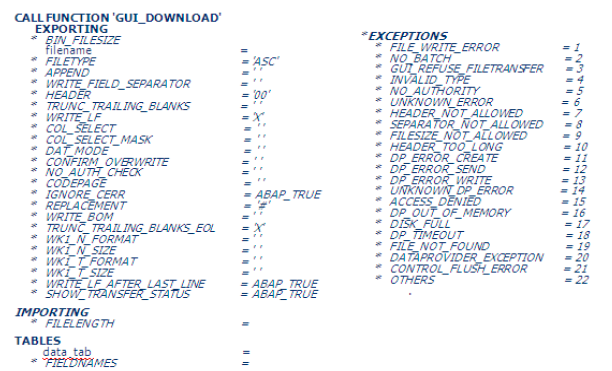 CALL FUNCTION 'GUI_DOWNLOAD'
EXPORTING
* BIN_FILESIZE
filename =
* FILETYPE = 'ASC'
* APPEND = ' '
* WRITE_FIELD_SEPARATOR = ' '
* HEADER = '00'
* TRUNC_TRAILING_BLANKS = ' '
* WRITE_LF = 'X'
* COL_SELECT = ' '
* COL_SELECT_MASK = ' '
* DAT_MODE = ' '
* CONFIRM_OVERWRITE = ' '
* NO_AUTH_CHECK = ' '
* CODEPAGE = ' '
* IGNORE_CERR = ABAP_TRUE
* REPLACEMENT = '#'
* WRITE_BOM = ' '
* TRUNC_TRAILING_BLANKS_EOL = 'X'
* WK1_N_FORMAT = ' '
* WK1_N_SIZE = ' '
* WK1_T_FORMAT = ' '
* WK1_T_SIZE = ' '
* WRITE_LF_AFTER_LAST_LINE = ABAP_TRUE
* SHOW_TRANSFER_STATUS = ABAP_TRUE
IMPORTING
* FILELENGTH =
TABLES
data_tab =
* FIELDNAMES =
*EXCEPTIONS
* FILE_WRITE_ERROR = 1
* NO_BATCH = 2
* GUI_REFUSE_FILETRANSFER = 3
* INVALID_TYPE = 4
* NO_AUTHORITY = 5
* UNKNOWN_ERROR = 6
* HEADER_NOT_ALLOWED = 7
* SEPARATOR_NOT_ALLOWED = 8
* FILESIZE_NOT_ALLOWED = 9
* HEADER_TOO_LONG = 10
* DP_ERROR_CREATE = 11
* DP_ERROR_SEND = 12
* DP_ERROR_WRITE = 13
* UNKNOWN_DP_ERROR = 14
* ACCESS_DENIED = 15
* DP_OUT_OF_MEMORY = 16
* DISK_FULL = 17
* DP_TIMEOUT = 18
* FILE_NOT_FOUND = 19
* DATAPROVIDER_EXCEPTION = 20
* CONTROL_FLUSH_ERROR = 21
* OTHERS = 22
.